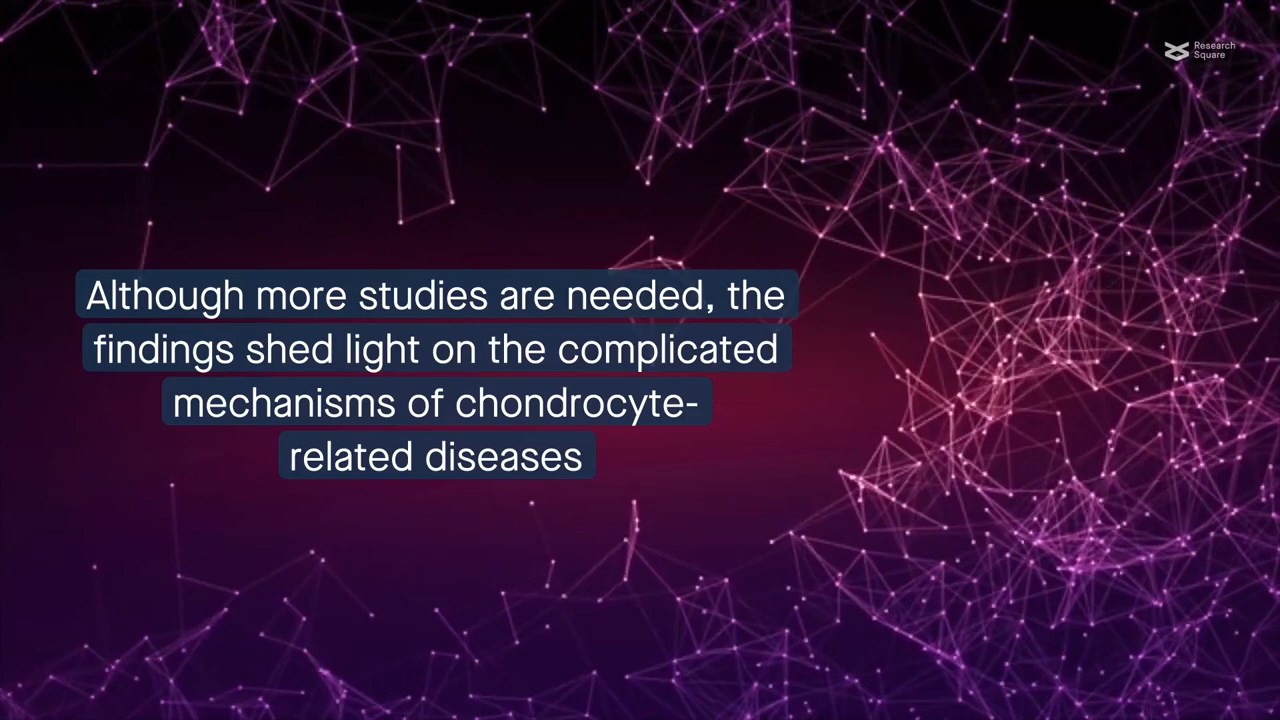 Research
Square
Although more studies are needed, the
findings shed light on the complicated
mechanisms of chondrocyte-
related diseases